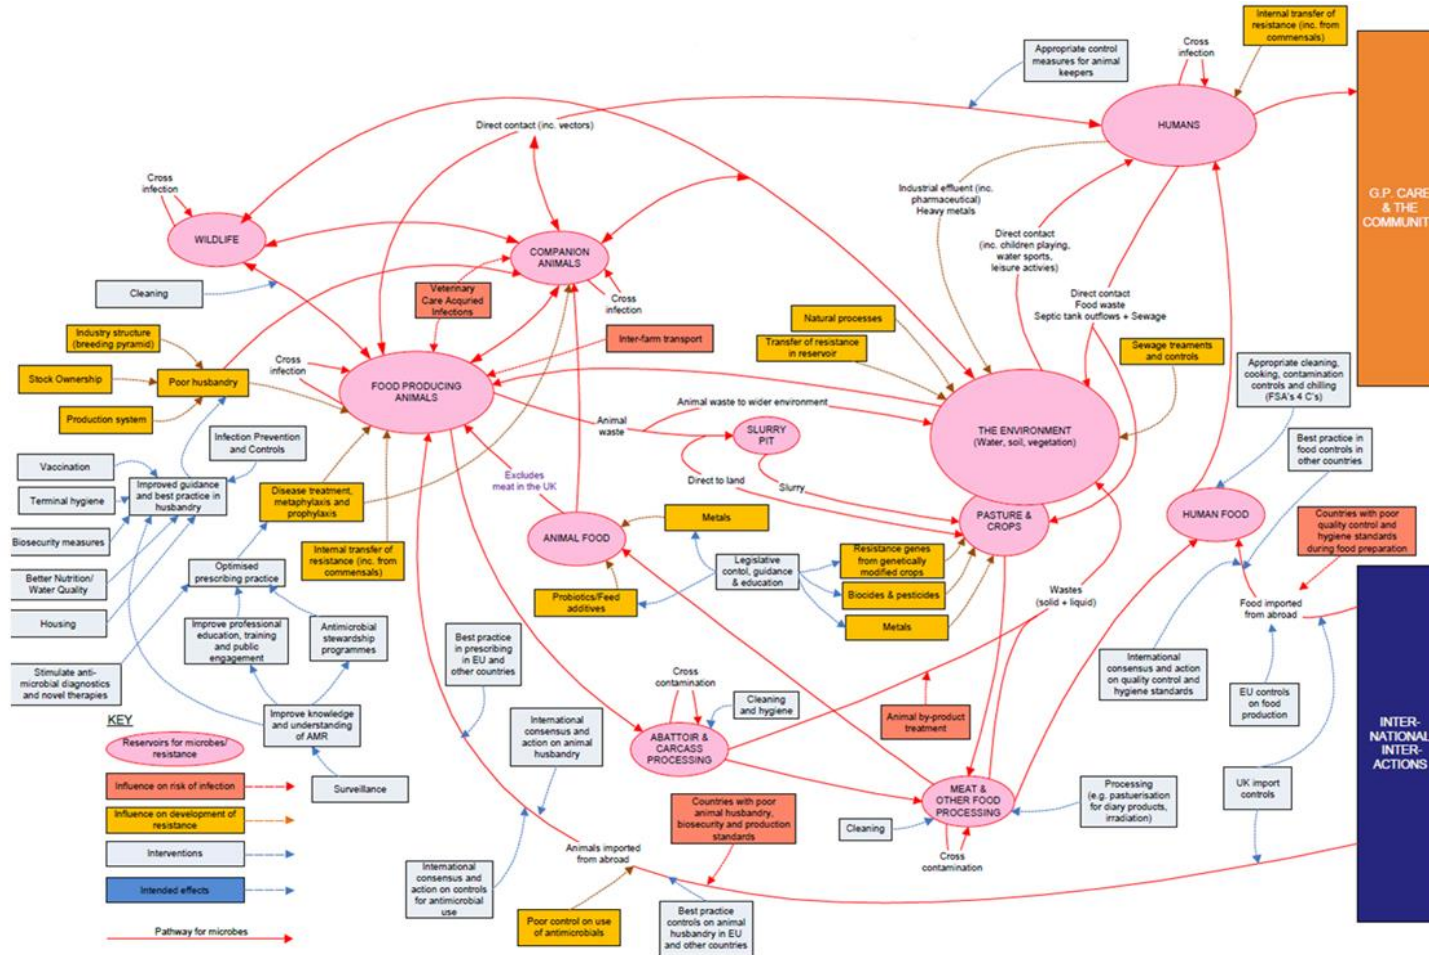 Internal transfer of
resistance (inc. from
commensals)
Cross
infection
Appropriate control
measures for animal
keepers
HUMANS
G.P. CARE
& THE
COMMUNIT
Direct contact (inc. vectors)
Cross
infection
WILDLIFE
COMPANION
ANIMALS
Industrial effluent (inc.
pharmaceutical)
Heavy metals
Direct contact
(inc. children playing,
water sports,
leisure activies)
Cleaning
Veterinary
Care Acquried
Infections
Cross
infection
Direct contact
Food waste
Septic tank outflows + Sewage
Industry structure
(breeding pyramid)
Natural processes
Transfer of resistance
in reservoir
Inter-farm transport
Sewage treaments
and controls
Cross
infection
Stock Ownership
Poor husbandry
FOOD PRODUCING
ANIMALS
Appropriate cleaning,
cooking, contamination
controls and chilling
(FSA's 4 C's)
Production system
Animal
waste
Animal waste to wider environment
SLURRY
PIT
THE ENVIRONMENT
(Water, soil, vegetation)
Infection Prevention
and Controls
Best practice in
food controls in
other countries
Vaccination
Terminal hygiene
Improved guidance
and best practice in
husbandry
Disease treatment,
metaphylaxis and
prophylaxis
Excludes
meat in the UK
Direct to land
Slurry
PASTURE &
CROPS
HUMAN FOOD
Metals
Countries with poor
quality control and
hygiene standards
during food preparation
Biosecurity measures
ANIMAL FOOD
Internal transfer of
resistance (inc. from
commensals)
Legislative
contol, guidance
& education
Resistance genes
from genetically
modified crops
Better Nutrition/
Water Quality
Optimised
prescribing practice
Probiotics/Feed
additives
Biocides & pesticides
Wastes
(solid + liquid)
Food imported
from abroad
Housing
Improve professional
education, training
and public
engagement
Antimicrobial
stewardship
programmes
Metals
Best practice
in prescribing
in EU and
other countries
Stimulate anti-
microbial diagnostics
and novel therapies
Cross
contamination
International
consensus and action
on quality control and
hygiene standards
EU controls
on food
production
KEY
Improve knowledge
and understanding
of AMR
Cleaning
and hygiene
Animal by-product
treatment
International
consensus and
action on animal
husbandry
Reservoirs for microbes/
resistance
ABATTOIR &
CARCASS
PROCESSING
INTER-
NATIONAL
INTER-
ACTIONS
Influence on risk of infection
Surveillance
MEAT &
OTHER FOOD
PROCESSING
Processing
(e.g. pastuerisation
for diary products,
irradiation)
UK import
controls
Influence on development of
resistance
Countries with poor
animal husbandry,
biosecurity and production
standards
Cleaning
Interventions
Animals imported
from abroad
Cross
contamination
Intended effects
International
consensus and
action on controls
for antimicrobial
use
Poor control on use
of antimicrobials
Best practice
controls on animal
husbandry in EU
and other countries
Pathway for microbes